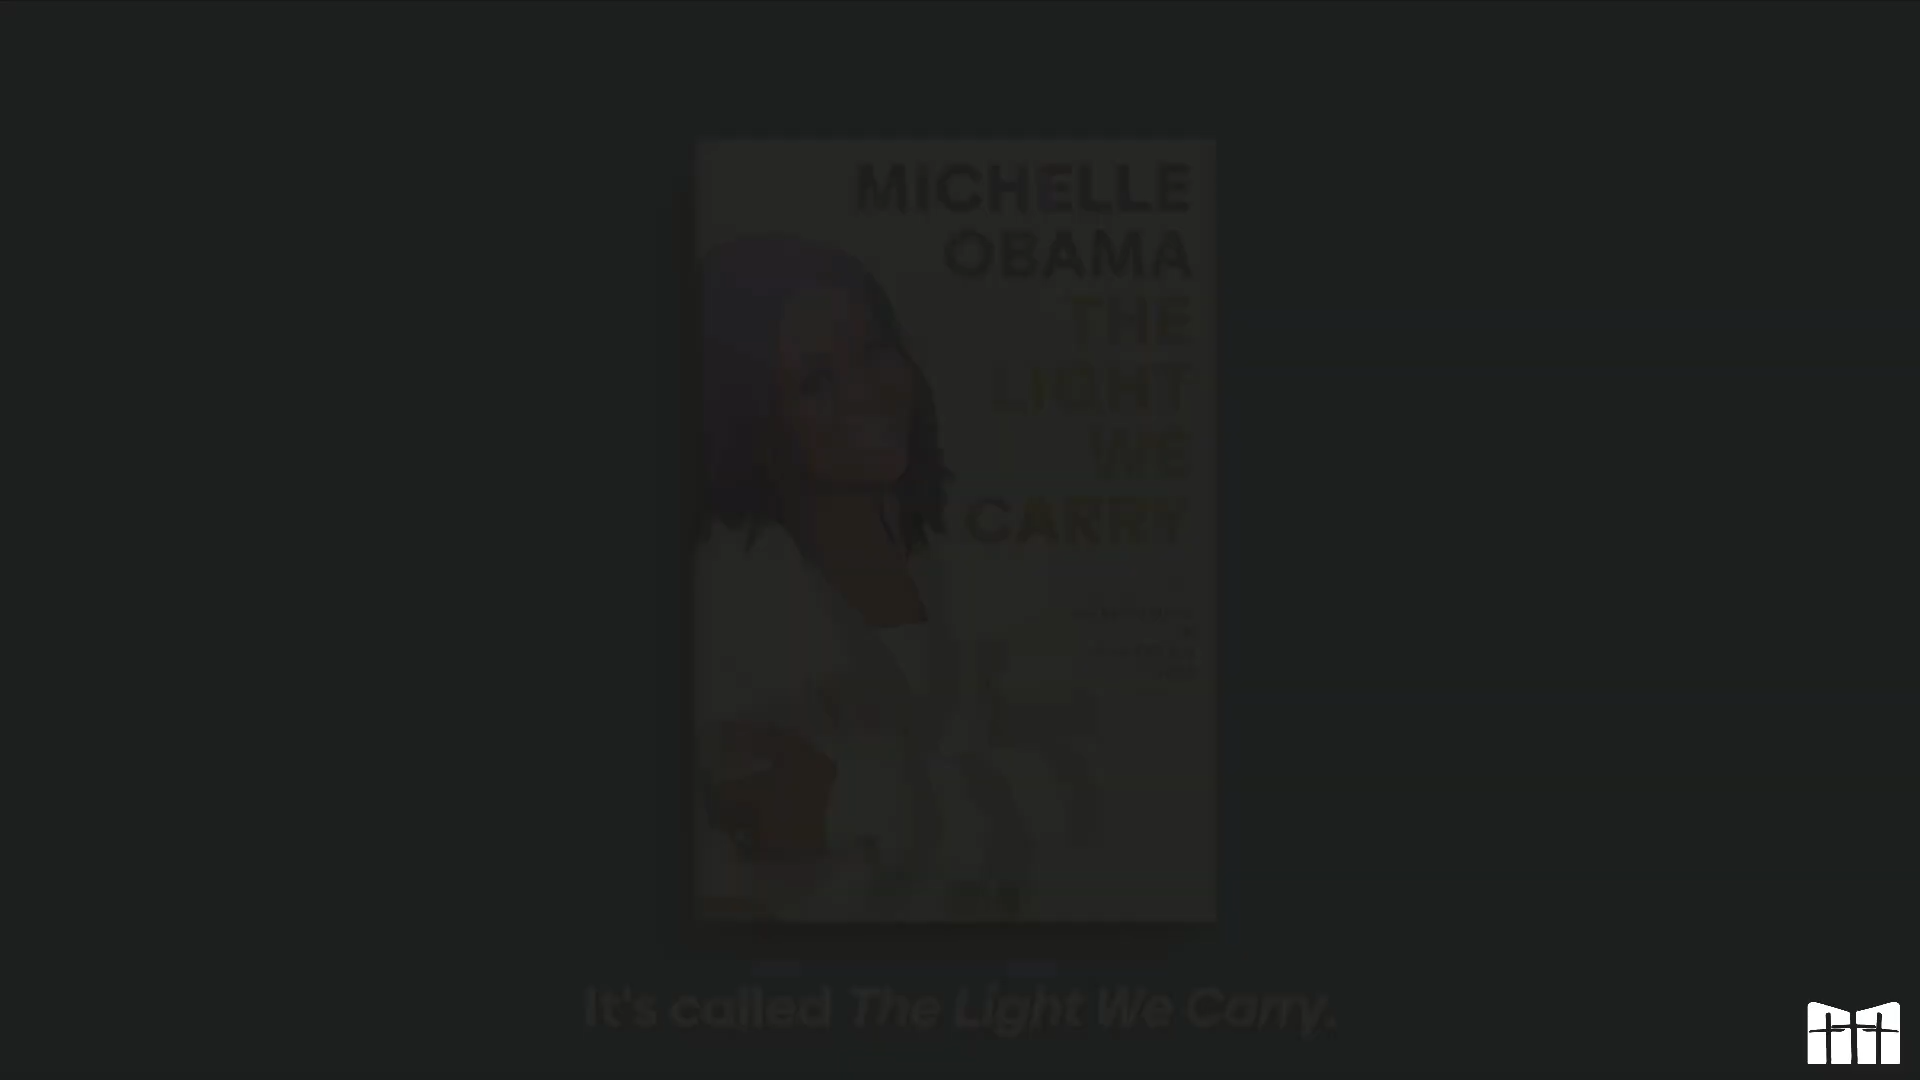 MICHELLE
OBAMA
THE
LIGHT
WE
CARRY
It's called The Light We Carry.